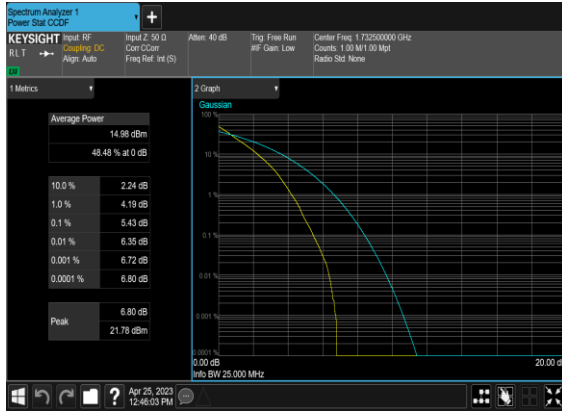 Spectrum Analyzer 1
Power Stat CCDF
+
KEYSIGHT
RLT
LXI
Input: RF
Coupling: DC
Align: Auto
Input Z: 50 Ω
Corr CCorr
Freq Ref: Int (S)
Atten: 40 dB
Trig: Free Run
#IF Gain: Low
Center Freq: 1.732500000 GHz
Counts: 1.00 M/1.00 Mpt
Radio Std: None
1 Metrics
Average Power
14.98 dBm
48.48 % at 0 dB
10.0 % 2.24 dB
1.0 % 4.19 dB
0.1 % 5.43 dB
0.01 % 6.35 dB
0.001 % 6.72 dB
0.0001 % 6.80 dB
Peak
6.80 dB
21.78 dBm
2 Graph
Gaussian
100 %
10 %
1 %
0.1 %
0.01 %
0.001 %
0.0001 %
0.00 dB
20.00 d
Info BW 25.000 MHz
?
Apr 25, 2023
12:46:03 PM